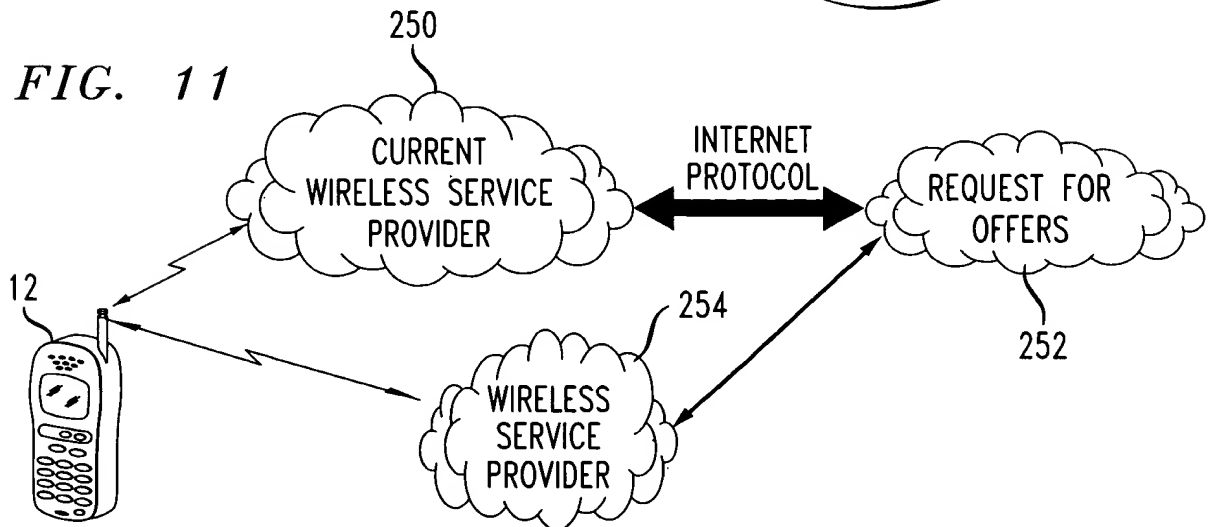 250
FIG. 11
CURRENT
WIRELESS SERVICE
PROVIDER
INTERNET
PROTOCOL
REQUEST FOR
OFFERS
12
254
252
WIRELESS
SERVICE
PROVIDER